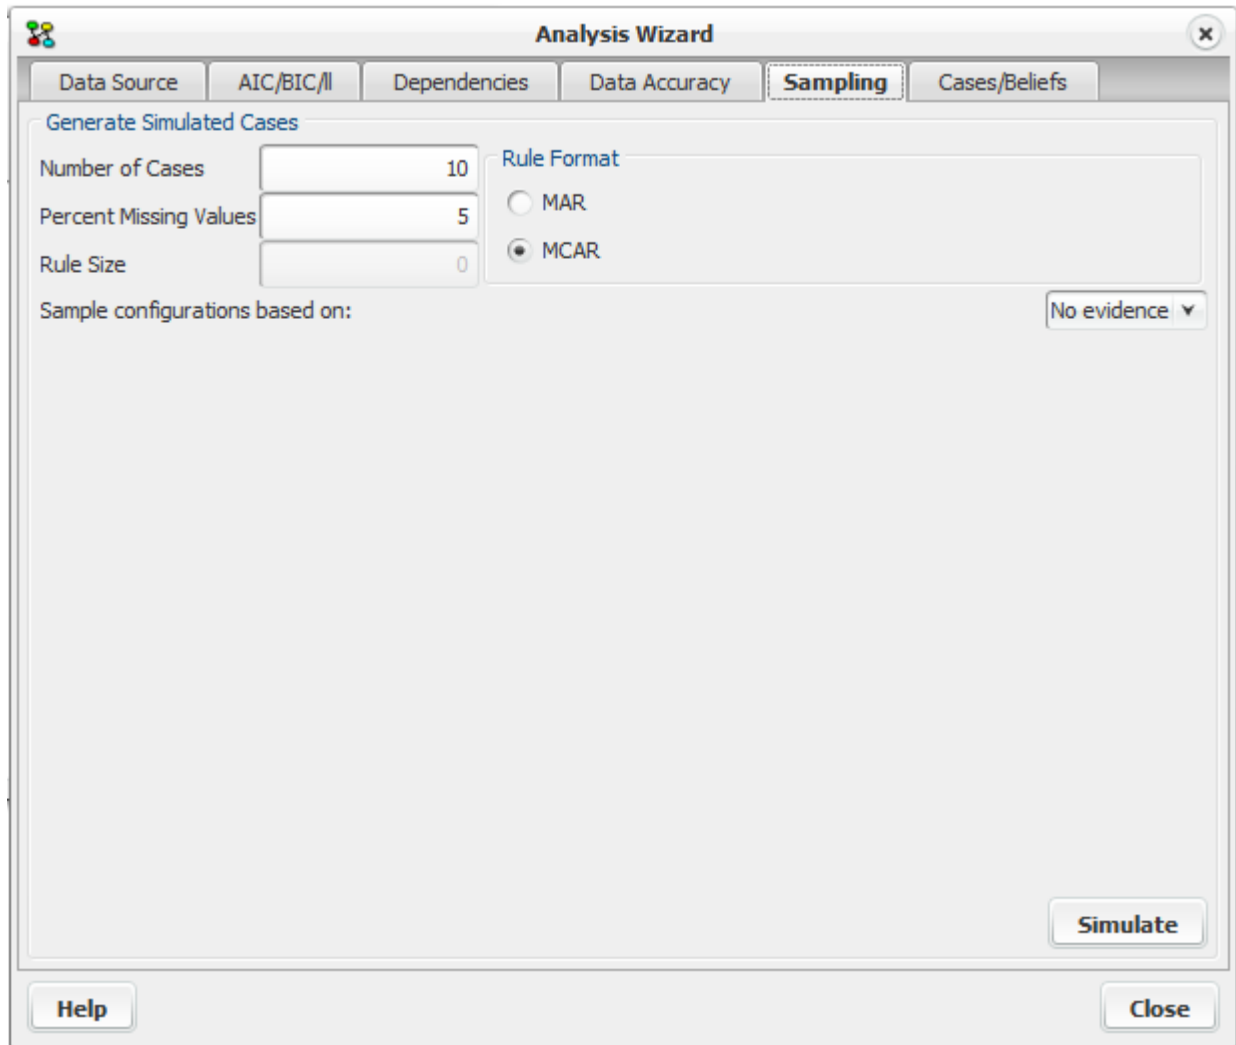 Analysis Wizard
Data Source AIC/BIC/ll Dependencies Data Accuracy Sampling Cases/Beliefs
Generate Simulated Cases
Number of Cases 10
Percent Missing Values 5
Rule Size 0
Rule Format
MAR
MCAR
Sample configurations based on: No evidence
Simulate
Help Close